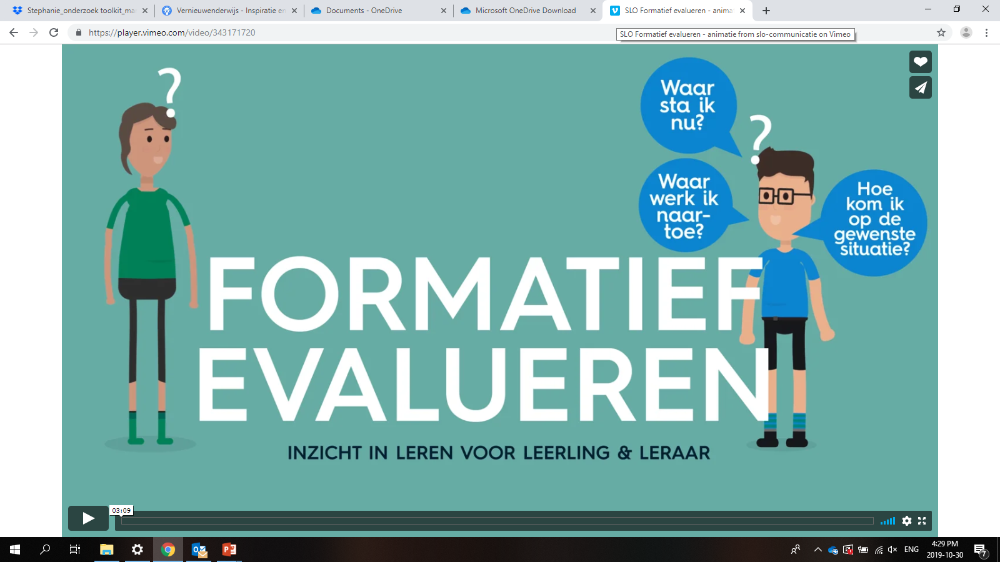 Stephanie_onderzoek toolkit_mar
Vernieuwenderwijs - Inspiratie en
Documents - OneDrive
Microsoft OneDrive Download
SLO Formatief evalueren - anima
https://player.vimeo.com/video/343171720
SLO Formatief evalueren - animatie from slo-communicatie on Vimeo
?
Waar
sta ik
nu?
?
Waar
werk ik
naar-
toe?
Hoe
kom ik
op de
gewenste
situatie?
FORMATIEF
EVALUEREN
INZICHT IN LEREN VOOR LEERLING & LERAAR
03:09
ENG
4:29 PM
2019-10-30
7